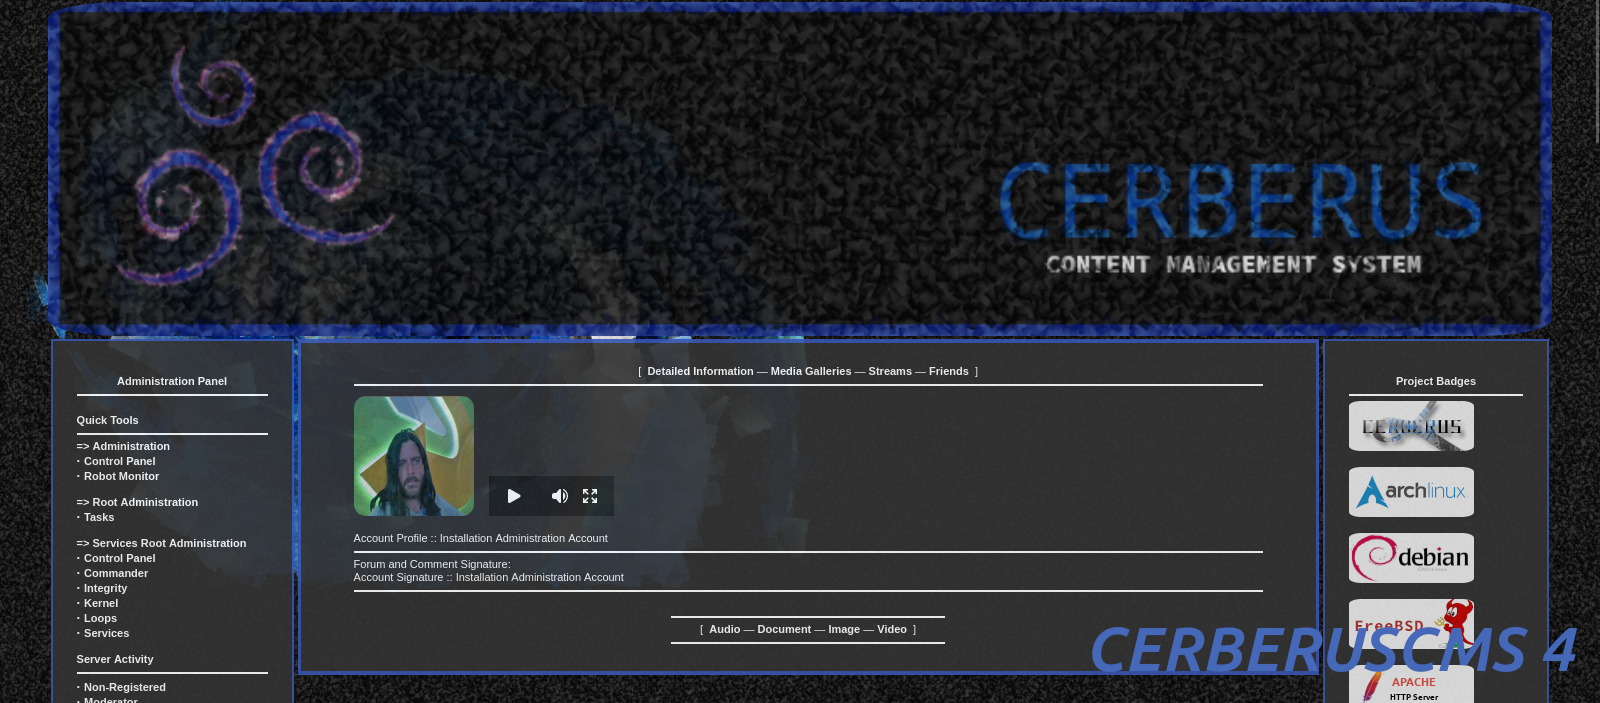 CERBERUS
CONTENT MANAGEMENT SYSTEM
Administration Panel
Quick Tools
=> Administration
· Control Panel
· Robot Monitor
=> Root Administration
· Tasks
=> Services Root Administration
· Control Panel
· Commander
· Integrity
· Kernel
· Loops
· Services
Server Activity
· Non-Registered
· Moderator
[ Detailed Information — Media Galleries — Streams — Friends ]
Account Profile :: Installation Administration Account
Forum and Comment Signature:
Account Signature :: Installation Administration Account
[ Audio — Document — Image — Video ]
Project Badges
CERBERUS
archlinux
debian
FreeBSD
APACHE
HTTP Server
CERBERUSCMS 4